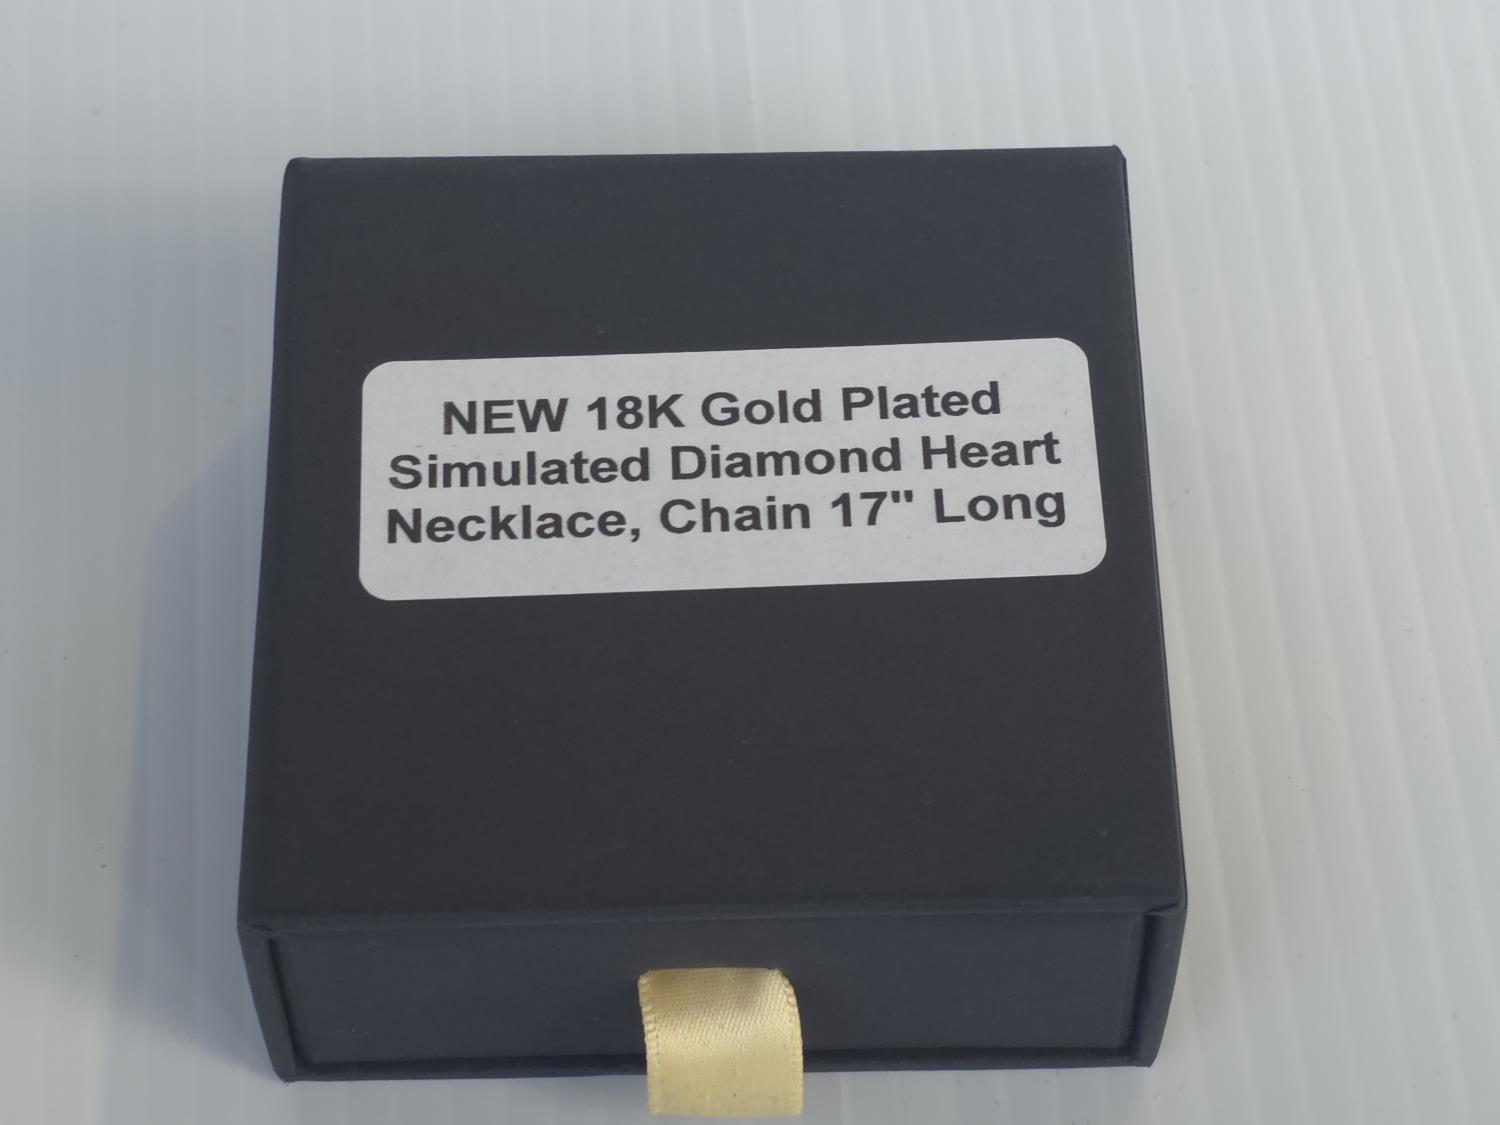 NEW 18K Gold Plated
Simulated Diamond Heart
Necklace, Chain 17" Long